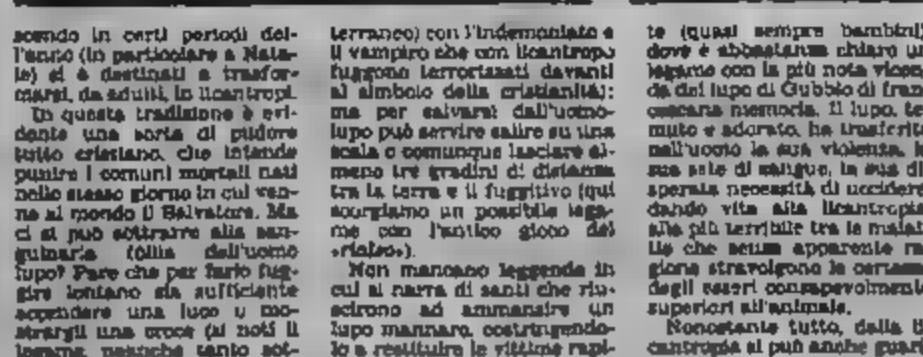 scendo in certi periodi del-
l'anno (in particolare a Nata-
le) si è destinati a trasfor-
marsi, da adulti, in licantropi.
In questa tradizione è evi-
dente una sorta di pudore
tutto cristiano, che intende
punire i comuni mortali nati
nello stesso giorno in cui ven-
ne al mondo il Salvatore. Ma
ci si può sottrarre alla san-
guinaria follia dell'uomo
lupo? Pare che per farlo fug-
gire lontano sia sufficiente
accendere una luce o mo-
strargli una croce (si noti il
legame, neanche tanto sot-
terraneo) con l'indemoniato e
il vampiro che con licantropo
fuggono terrorizzati davanti
al simbolo della cristianità):
ma per salvarsi dall'uomo-
lupo può servire salire su una
scala o comunque lasciare al-
meno tre gradini di distanza
tra la terra e il fuggitivo (qui
scorgiamo un possibile lega-
me con l'antico gioco del
«rialzo»).
Non mancano leggende in
cui si narra di santi che riu-
scirono ad ammansire un
lupo mannaro, costringendo-
lo a restituire le vittime rapi-
te (quasi sempre bambini)
dove è abbastanza chiaro un
legame con la più nota vicen-
da del lupo di Gubbio di fran
cescana memoria. Il lupo, te
muto e adorato, ha trasferit
nell'uomo la sua violenta, l
sua sete di sangue, la sua di
sperata necessità di uccidere
dando vita alla licantropia
alla più terribile tra le malat
tie che senza apparente
gione stravolgono le
degli esseri consapevolmente
superiori all'animale.
Nonostante tutto, dalla li
cantropia si può anche guar